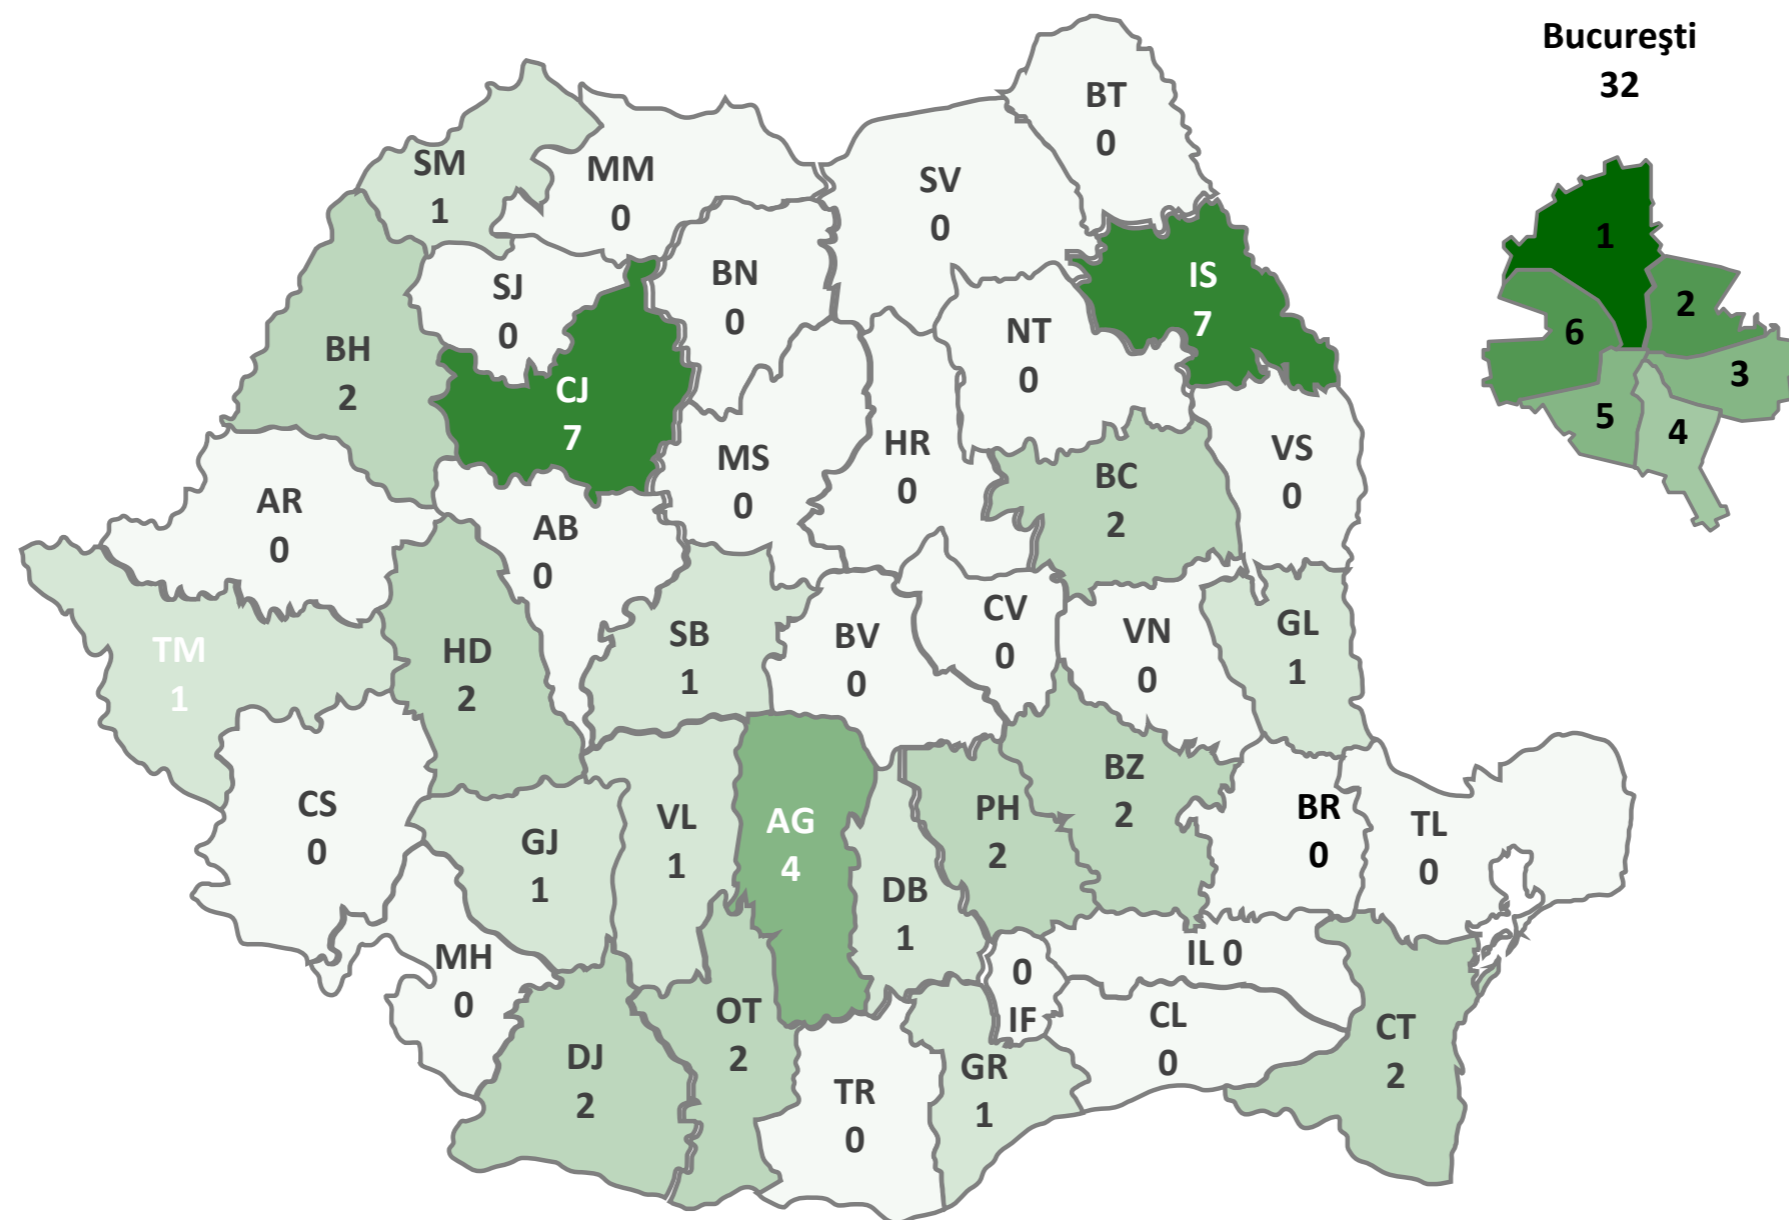 Bucureşti
32
BT
0
SM
1
MM
0
SV
0
1
IS
7
BN
0
SJ
0
2
6
NT
0
BH
2
3
CJ
7
5
4
HR
0
MS
0
VS
0
BC
2
AR
0
AB
0
CV
0
GL
1
VN
0
SB
1
BV
0
TM
1
HD
2
BZ
2
CS
0
PH
2
BR
0
VL
1
AG
4
TL
0
GJ
1
DB
1
IL 0
MH
0
0
IF
OT
2
CL
0
CT
2
DJ
2
GR
1
TR
0